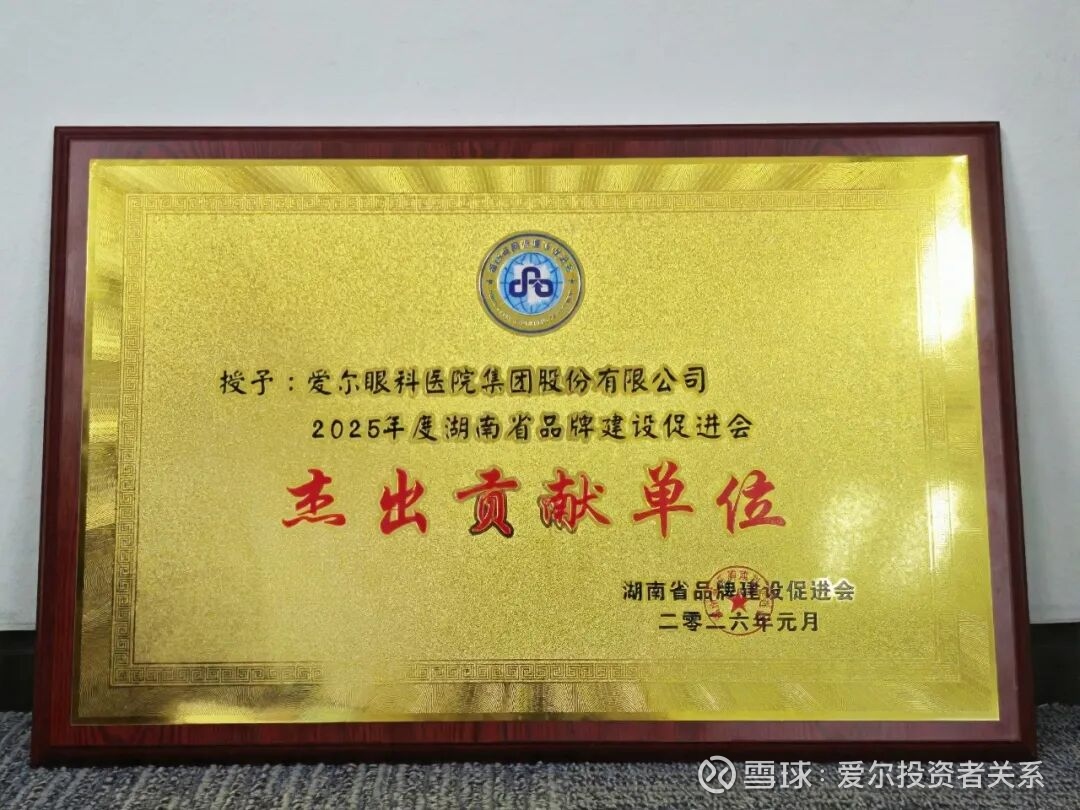 授予：爱尔眼科医院集团股份有限公司
2025年度湖南省品牌建设促进会
杰出贡献单位
湖南省品牌建设促进会
二零二六年元月
雪球：爱尔投资者关系